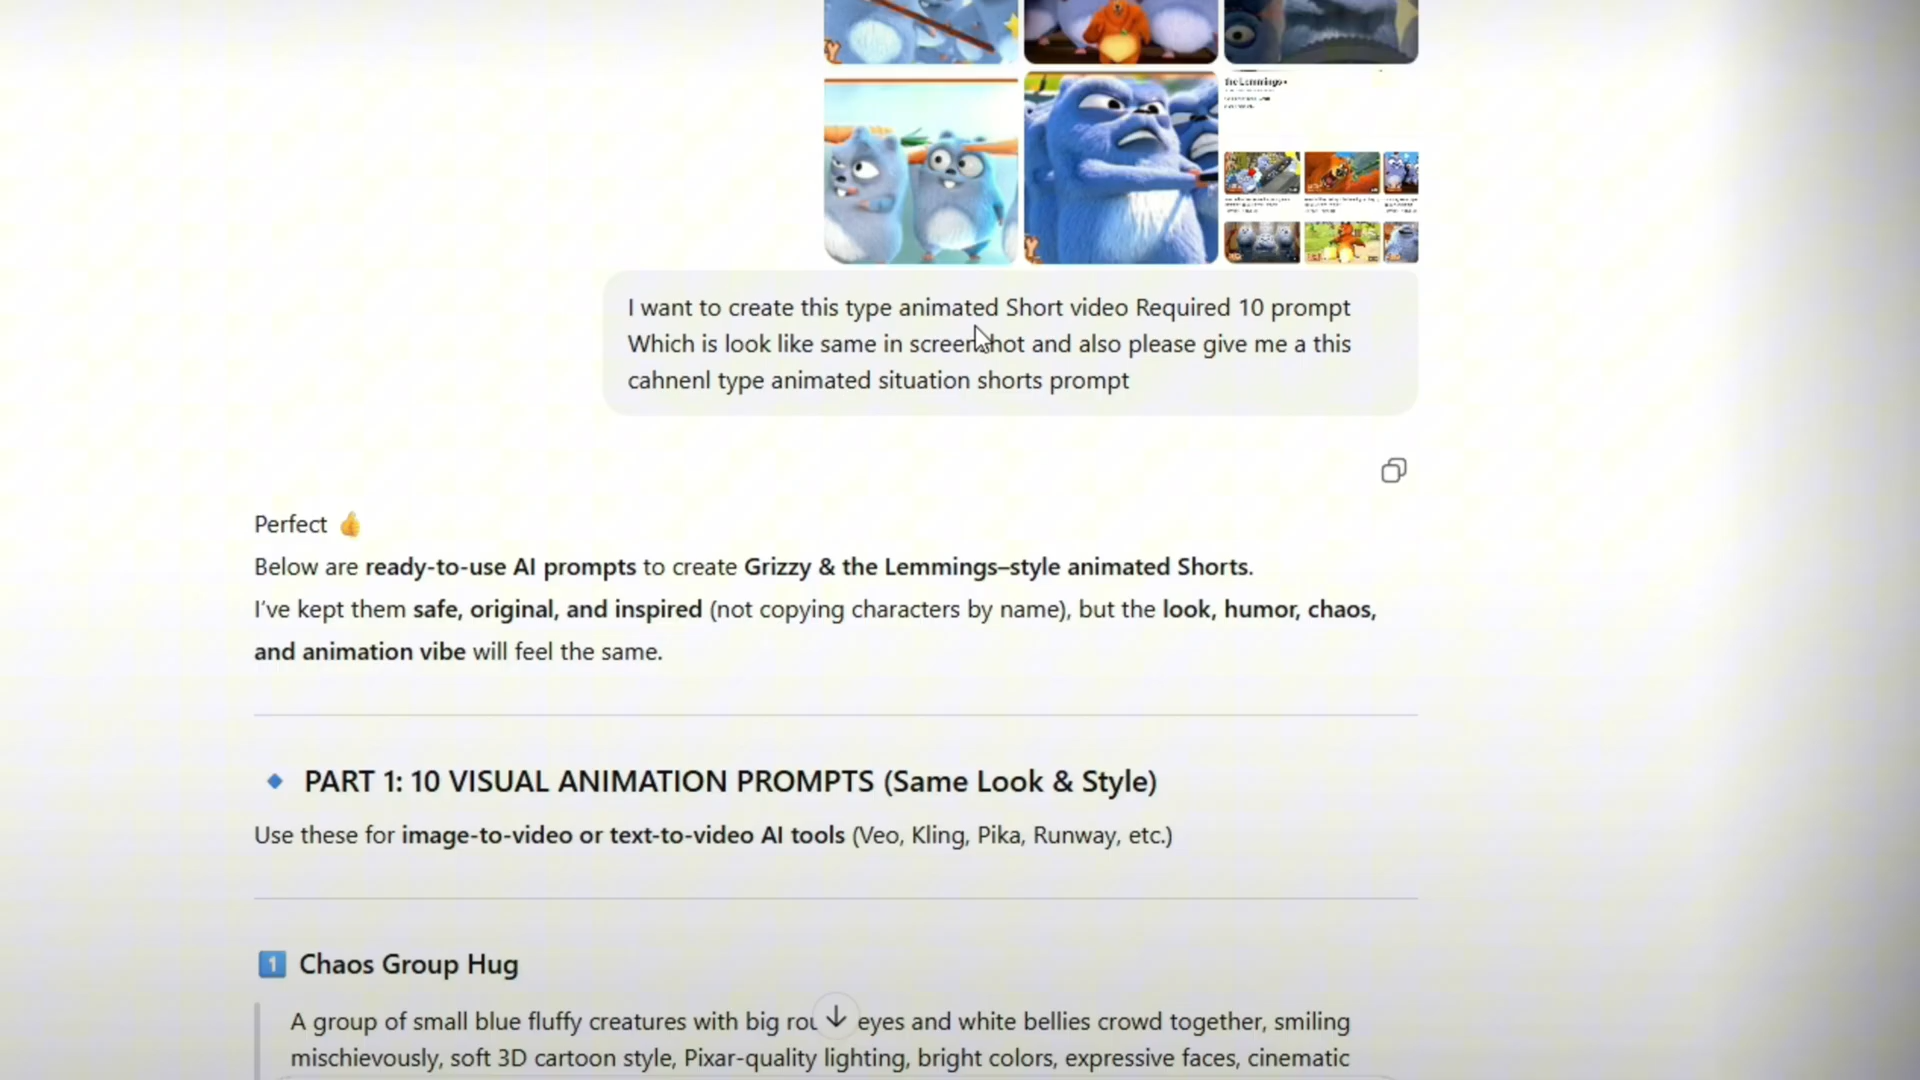 the Lemmings
I want to create this type animated Short video Required 10 prompt
Which is look like same in screenshot and also please give me a this
cahnenl type animated situation shorts prompt
Perfect 👍
Below are ready-to-use AI prompts to create Grizzy & the Lemmings–style animated Shorts.
I’ve kept them safe, original, and inspired (not copying characters by name), but the look, humor, chaos,
and animation vibe will feel the same.
PART 1: 10 VISUAL ANIMATION PROMPTS (Same Look & Style)
Use these for image-to-video or text-to-video AI tools (Veo, Kling, Pika, Runway, etc.)
1 Chaos Group Hug
A group of small blue fluffy creatures with big eyes and white bellies crowd together, smiling
mischievously, soft 3D cartoon style, Pixar-quality lighting, bright colors, expressive faces, cinematic